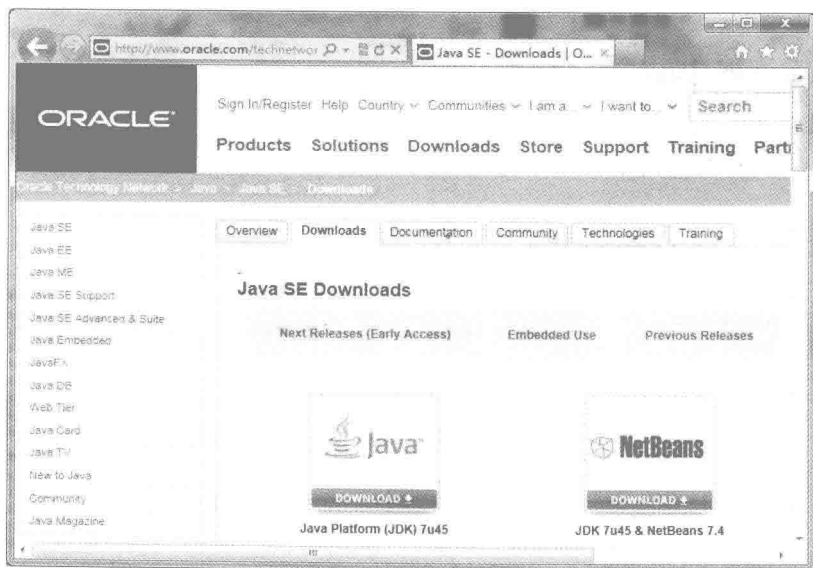 http://www.oracle.com/technetwor
Java SE - Downloads | O...
ORACLE
Sign In/Register Help Country Communities I am a... I want to... Search
Products Solutions Downloads Store Support Training Part
Oracle Technology Network > Java > Java SE > Downloads
Java SE
Java EE
Java ME
Java SE Support
Java SE Advanced & Suite
Java Embedded
JavaFX
Java DB
Web Tier
Java Card
Java TV
New to Java
Community
Java Magazine
Overview Downloads Documentation Community Technologies Training
Java SE Downloads
Next Releases (Early Access) Embedded Use Previous Releases
Java™ NetBeans
DOWNLOAD DOWNLOAD
Java Platform (JDK) 7u45 JDK 7u45 & NetBeans 7.4